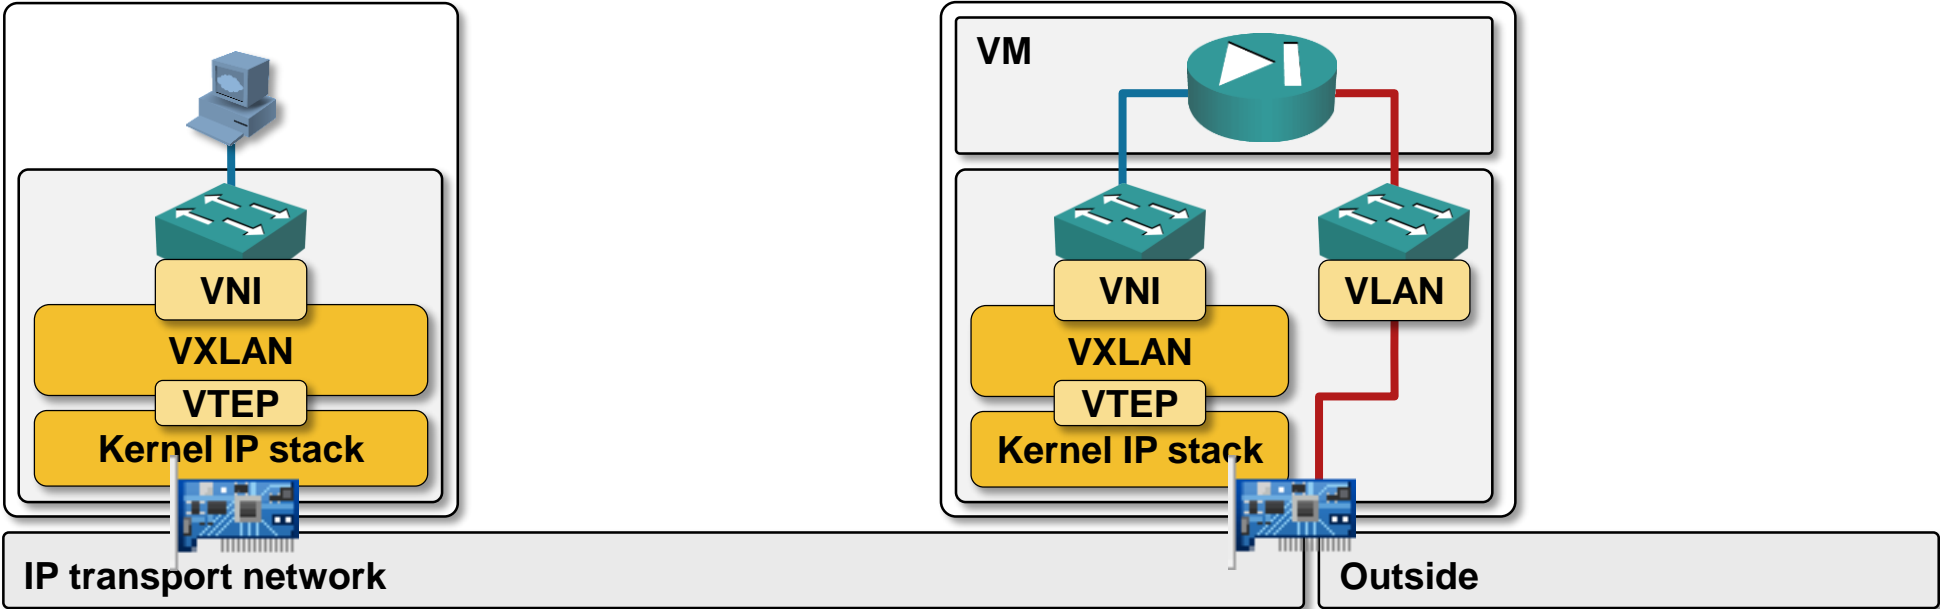 VNI
VXLAN
VTEP
Kernel IP stack
VM
VNI
VLAN
VXLAN
VTEP
Kernel IP stack
IP transport network
Outside